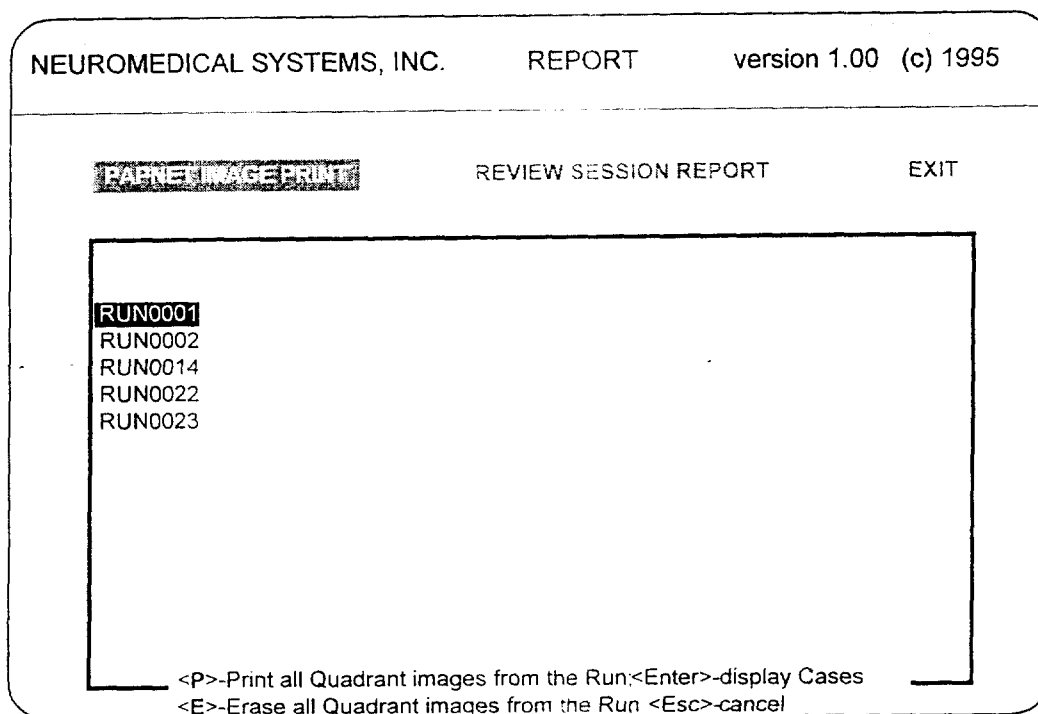 NEUROMEDICAL SYSTEMS, INC. REPORT version 1.00 (c) 1995
PAPNET IMAGE PRINT REVIEW SESSION REPORT EXIT
RUN0001
RUN0002
RUN0014
RUN0022
RUN0023
<P>-Print all Quadrant images from the Run;<Enter>-display Cases
<E>-Erase all Quadrant images from the Run <Esc>-cancel